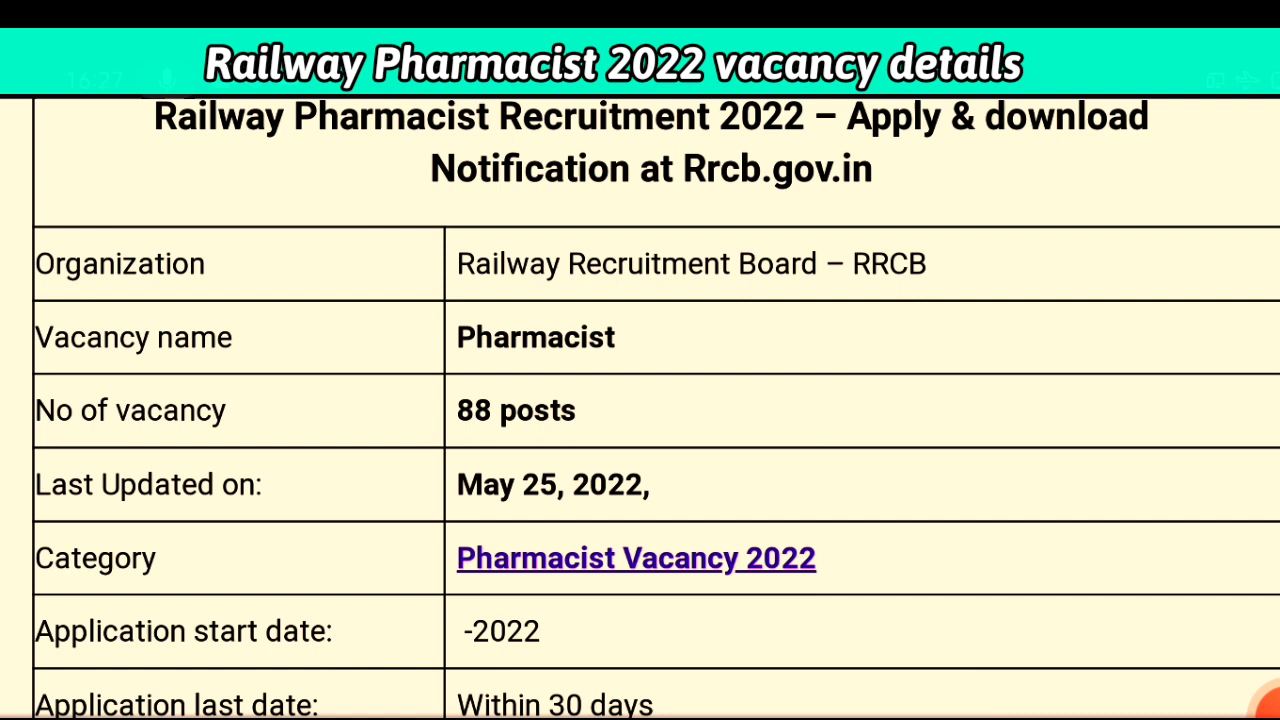 Railway Pharmacist 2022 vacancy details
16:27
Railway Pharmacist Recruitment 2022 – Apply & download
Notification at Rrcb.gov.in
Organization Railway Recruitment Board – RRCB
Vacancy name Pharmacist
No of vacancy 88 posts
Last Updated on: May 25, 2022,
Category Pharmacist Vacancy 2022
Application start date: -2022
Application last date: Within 30 days